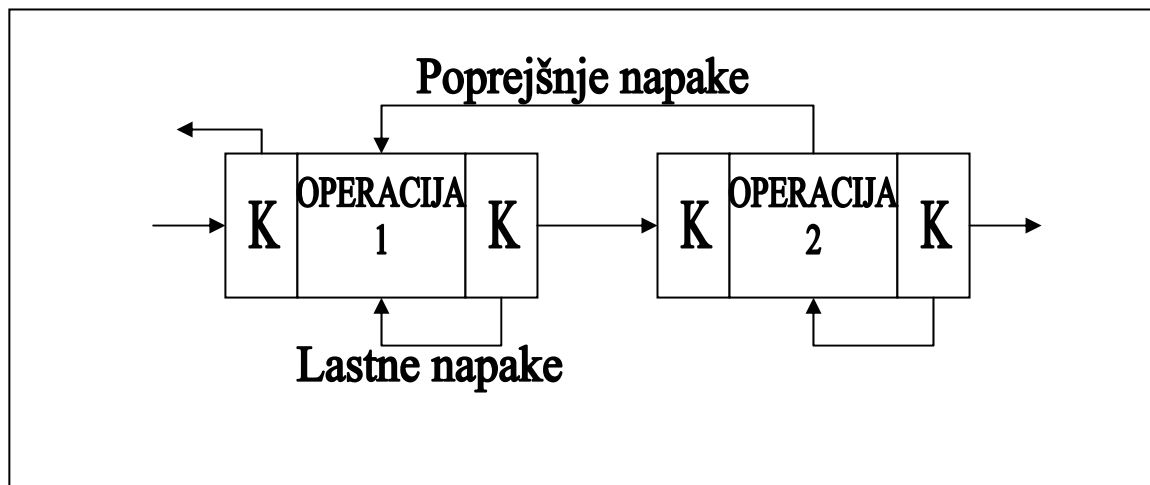 Poprejšnje napake
K
OPERACIJA
1
K
K
OPERACIJA
2
K
Lastne napake